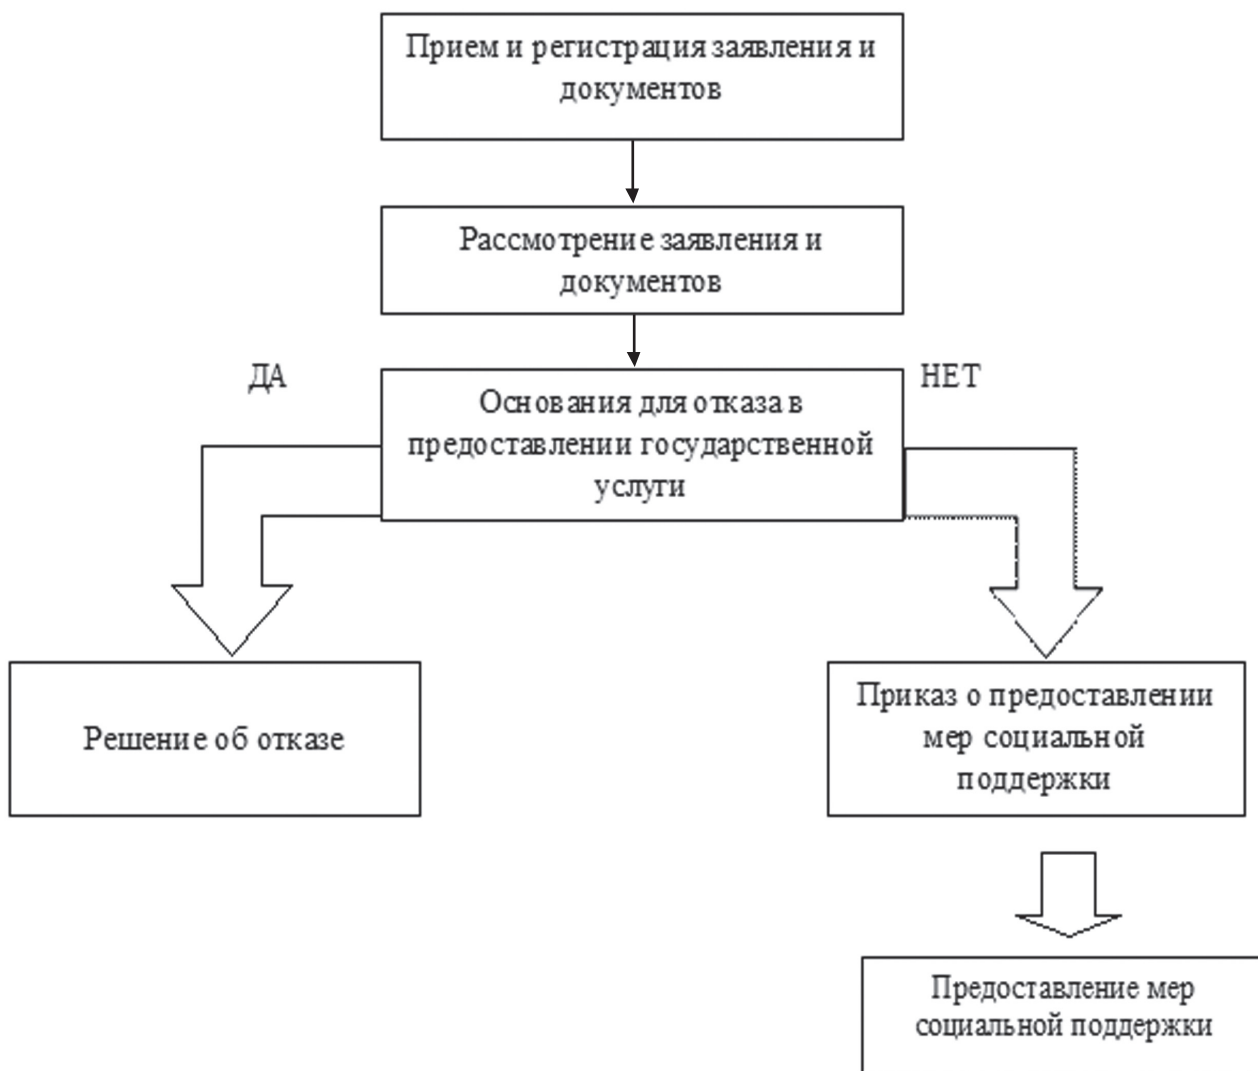 Прием и регистрация заявления и
документов
Рассмотрение заявления и
документов
ДА
НЕТ
Основания для отказа в
предоставлении государственной
услуги
Решение об отказе
Приказ о предоставлении
мер социальной
поддержки
Предоставление мер
социальной поддержки